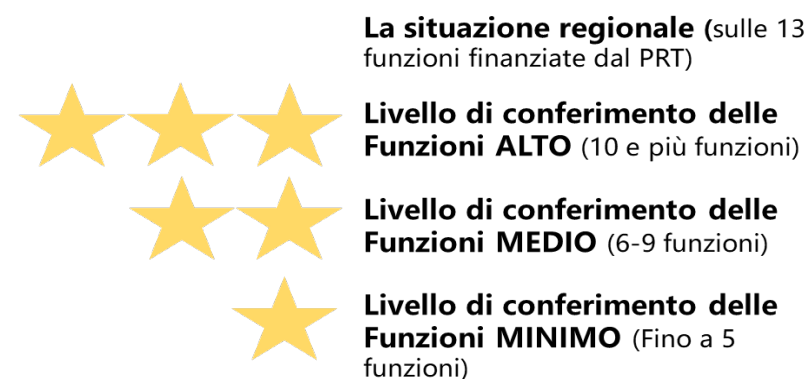 La situazione regionale (sulle 13
funzioni finanziate dal PRT)
Livello di conferimento delle
Funzioni ALTO (10 e più funzioni)
Livello di conferimento delle
Funzioni MEDIO (6-9 funzioni)
Livello di conferimento delle
Funzioni MINIMO (Fino a 5
funzioni)